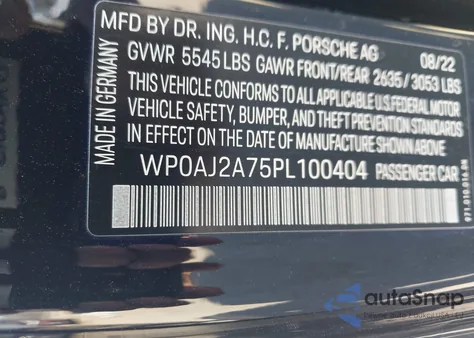 MFD BY DR. ING. H.C. F. PORSCHE AG 08/22
GVWR 5545 LBS GAWR FRONT/REAR 2635 / 3053 LBS
THIS VEHICLE CONFORMS TO ALL APPLICABLE U.S. FEDERAL MOTOR
VEHICLE SAFETY, BUMPER, AND THEFT PREVENTION STANDARDS
IN EFFECT ON THE DATE OF MANUFACTURE SHOWN ABOVE
WP0AJ2A75PL100404 PASSENGER CAR
MADE IN GERMANY
autoSnap